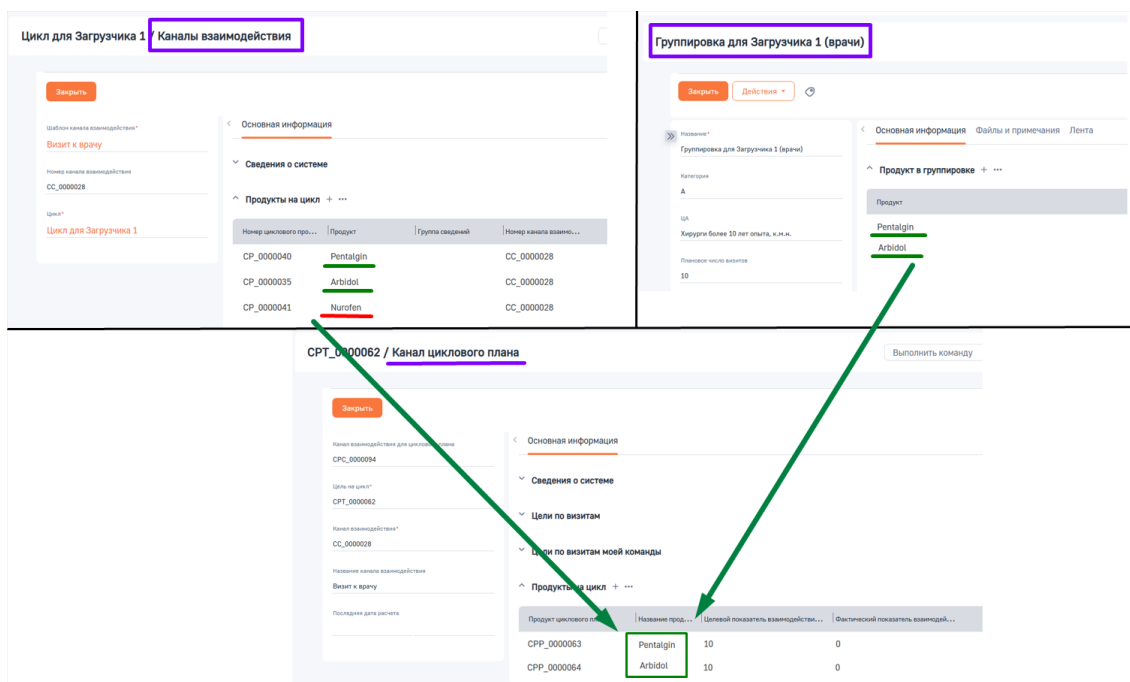 Цикл для Загрузчика 1 / Каналы взаимодействия
Закрыть
Шаблон канала взаимодействия*
Визит к врачу
Номер канала взаимодействия
CC_0000028
Цикл*
Цикл для Загрузчика 1
Основная информация
Сведения о системе
Продукты на цикл + ···
Номер циклового про... Продукт Группа сведений Номер канала взаимо...
CP_0000040 Pentalgin CC_0000028
CP_0000035 Arbidol CC_0000028
CP_0000041 Nurofen CC_0000028
Группировка для Загрузчика 1 (врачи)
Закрыть Действия
Название*
Группировка для Загрузчика 1 (врачи)
Категория
A
ЦА
Хирурги более 10 лет опыта, к.м.н.
Плановое число визитов
10
Основная информация Файлы и примечания Лента
Продукт в группировке + ···
Продукт
Pentalgin
Arbidol
CPT_0000062 / Канал циклового плана
Выполнить команду
Закрыть
Канал взаимодействия для циклового плана
CPC_0000094
Цель на цикл*
CPT_0000062
Канал взаимодействия*
CC_0000028
Название канала взаимодействия
Визит к врачу
Последняя дата расчета
Основная информация
Сведения о системе
Цели по визитам
Цели по визитам моей команды
Продукты на цикл + ···
Продукт циклового Название прод... Целевой показатель взаимодействи... Фактический показатель взаимодей...
CPP_0000063 Pentalgin 10 0
CPP_0000064 Arbidol 10 0